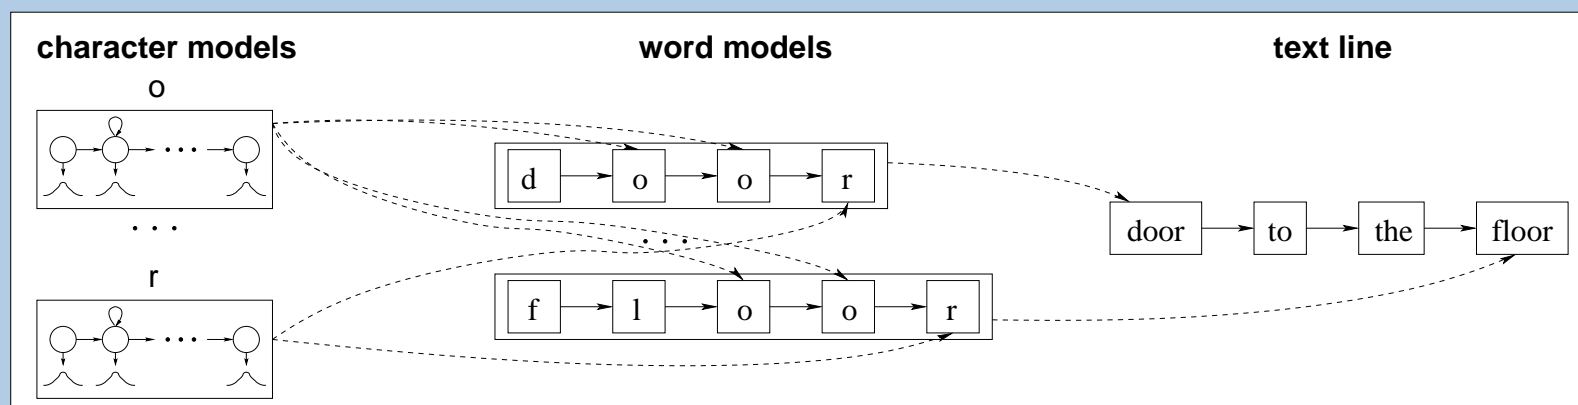 character models word models text line
o
d o o r
door to the floor
. . . . . .
r
f l o o r